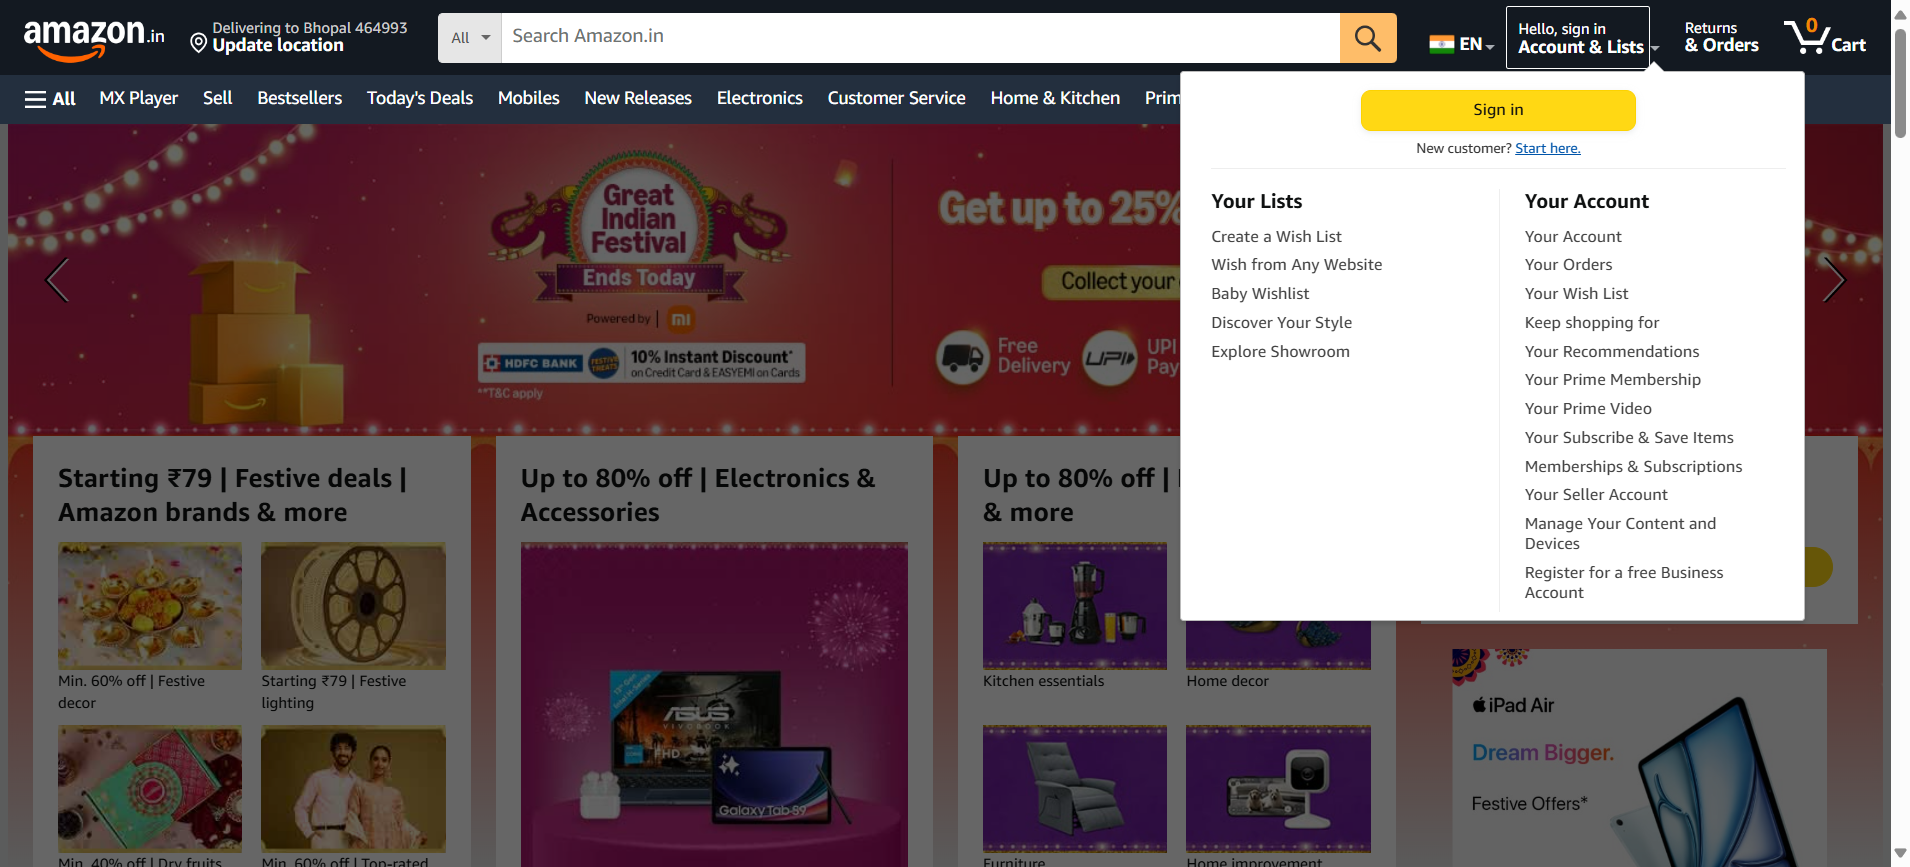 amazon.in
Delivering to Bhopal 464993
Update location
All
Search Amazon.in
EN
Hello, sign in
Account & Lists
Returns
& Orders
0
Cart
All
MX Player
Sell
Bestsellers
Today's Deals
Mobiles
New Releases
Electronics
Customer Service
Home & Kitchen
Prim
Sign in
New customer? Start here.
Your Lists
Create a Wish List
Wish from Any Website
Baby Wishlist
Discover Your Style
Explore Showroom
Your Account
Your Account
Your Orders
Your Wish List
Keep shopping for
Your Recommendations
Your Prime Membership
Your Prime Video
Your Subscribe & Save Items
Memberships & Subscriptions
Your Seller Account
Manage Your Content and
Devices
Register for a free Business
Account
Great
Indian
Festival
Ends Today
Powered by | mi
HDFC BANK
FESTIVE
TREATS
10% Instant Discount*
on Credit Card & EASYEMI on Cards
**T&C apply
Get up to 25%
Collect your
Free
Delivery
UPI
UPI
Pay
Starting ₹79 | Festive deals |
Amazon brands & more
Min. 60% off | Festive
decor
Starting ₹79 | Festive
lighting
Min. 40% off | Dry fruits
Min. 60% off | Top-rated
Up to 80% off | Electronics &
Accessories
13th Gen
Intel H-Series
ASUS
VIVOBOOK
FHD
Galaxy Tab S9
Up to 80% off |
& more
Kitchen essentials
Home decor
Furniture
Home improvement
iPad Air
Dream Bigger.
Festive Offers*